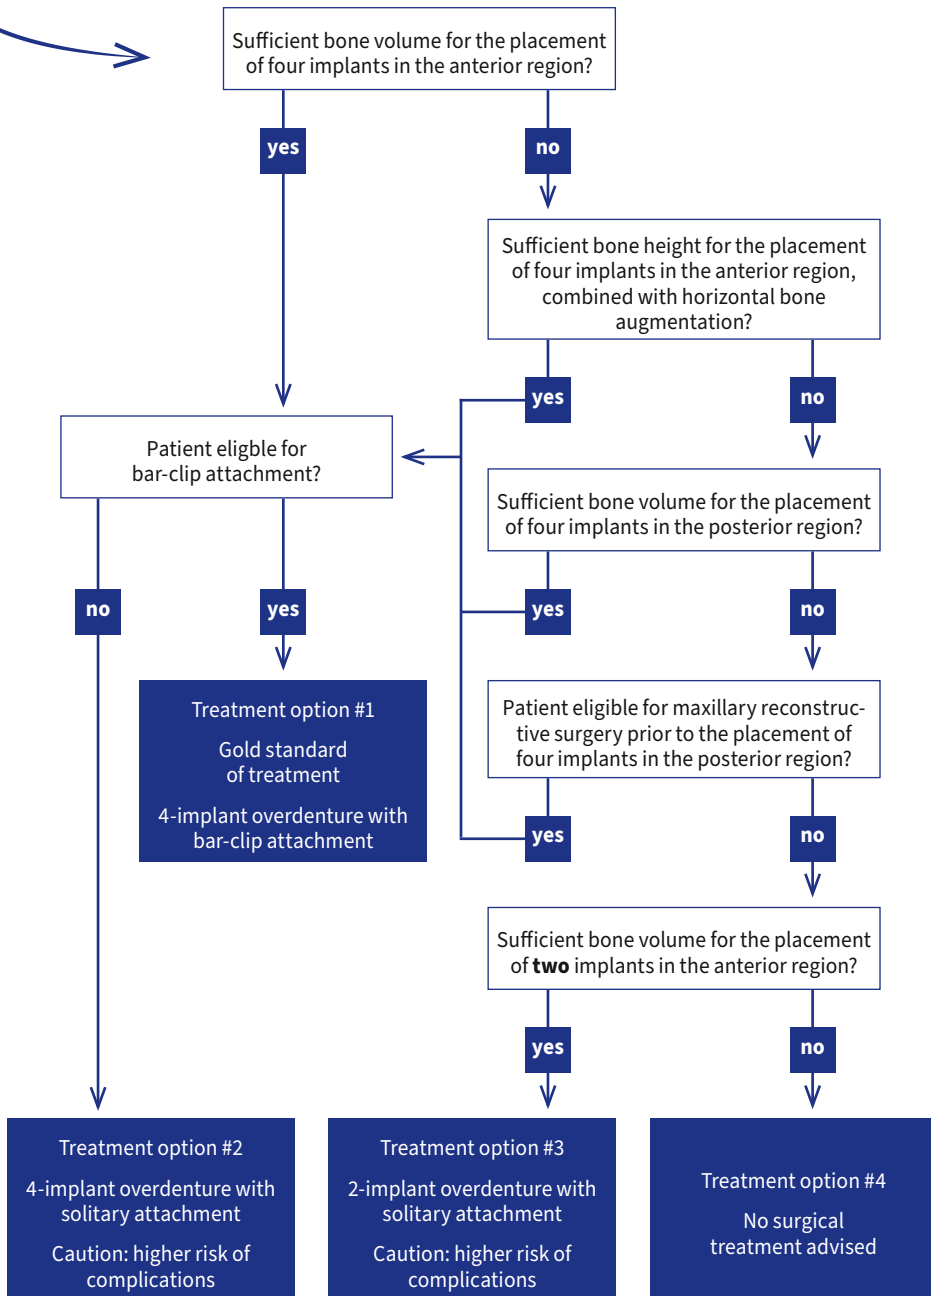 Sufficient bone volume for the placement
of four implants in the anterior region?
yes
no
Sufficient bone height for the placement
of four implants in the anterior region,
combined with horizontal bone
augmentation?
yes
no
Patient eligble for
bar-clip attachment?
Sufficient bone volume for the placement
of four implants in the posterior region?
no
yes
yes
no
Treatment option #1
Gold standard
of treatment
4-implant overdenture with
bar-clip attachment
Patient eligible for maxillary reconstruc-
tive surgery prior to the placement of
four implants in the posterior region?
yes
no
Sufficient bone volume for the placement
of two implants in the anterior region?
yes
no
Treatment option #2
4-implant overdenture with
solitary attachment
Caution: higher risk of
complications
Treatment option #3
2-implant overdenture with
solitary attachment
Caution: higher risk of
complications
Treatment option #4
No surgical
treatment advised